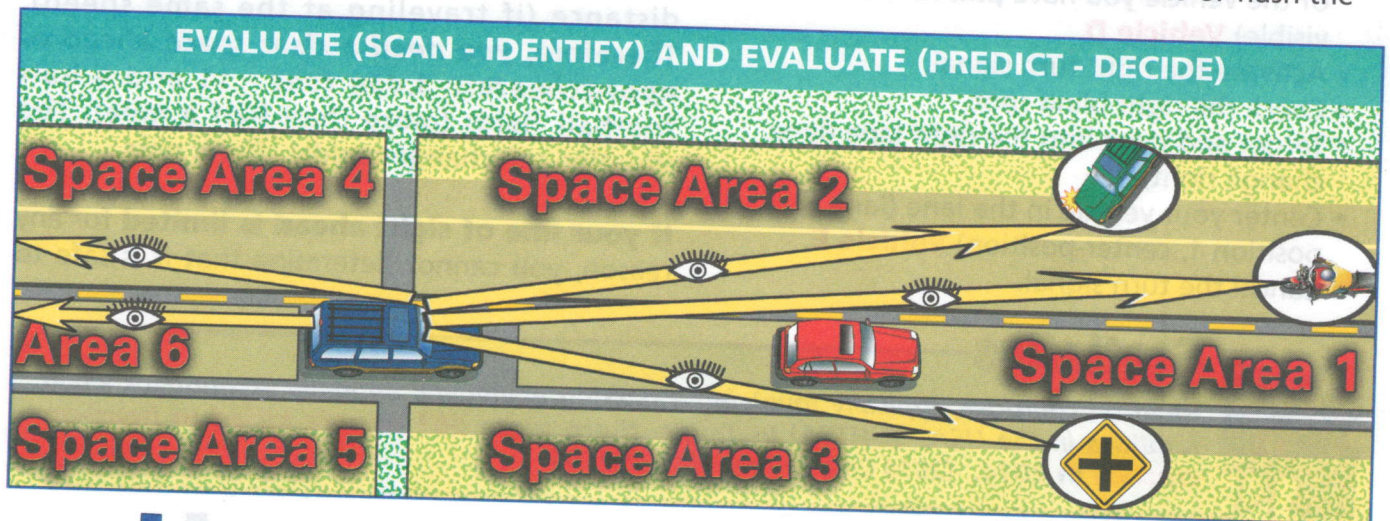 EVALUATE (SCAN - IDENTIFY) AND EVALUATE (PREDICT - DECIDE)
Space Area 4
Space Area 2
Area 6
Space Area 1
Space Area 5
Space Area 3